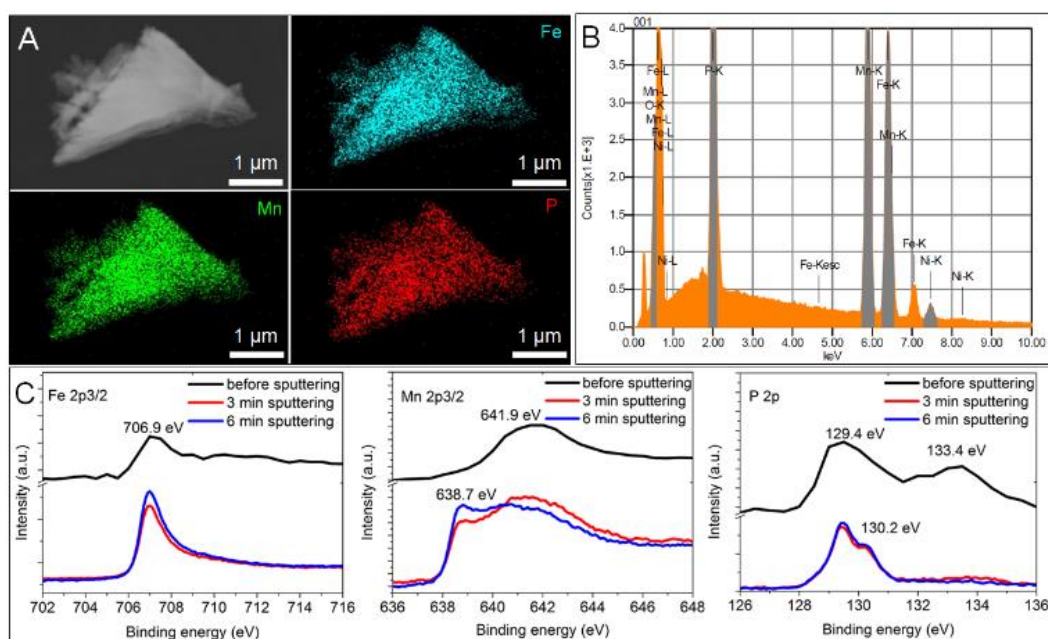 A
Fe
1 µm
1 µm
Mn
P
1 µm
1 µm
B
001
4.0
3.5
3.0
2.5
2.0
1.5
1.0
0.5
0.0
Counts[x1.E+3]
Fe-L
Mn-L
O-K
Mn-L
Fe-L
Ni-L
P-K
Mn-K
Fe-K
Mn-K
Ni-L
Fe-Kesc
Fe-K
Ni-K
Ni-K
0.00 1.00 2.00 3.00 4.00 5.00 6.00 7.00 8.00 9.00 10.00
keV
C
Fe 2p3/2
before sputtering
3 min sputtering
6 min sputtering
706.9 eV
Intensity (a.u.)
702 704 706 708 710 712 714 716
Binding energy (eV)
Mn 2p3/2
before sputtering
3 min sputtering
6 min sputtering
641.9 eV
638.7 eV
Intensity (a.u.)
636 638 640 642 644 646 648
Binding energy (eV)
P 2p
before sputtering
3 min sputtering
6 min sputtering
129.4 eV
133.4 eV
130.2 eV
Intensity (a.u.)
126 128 130 132 134 136
Binding energy (eV)